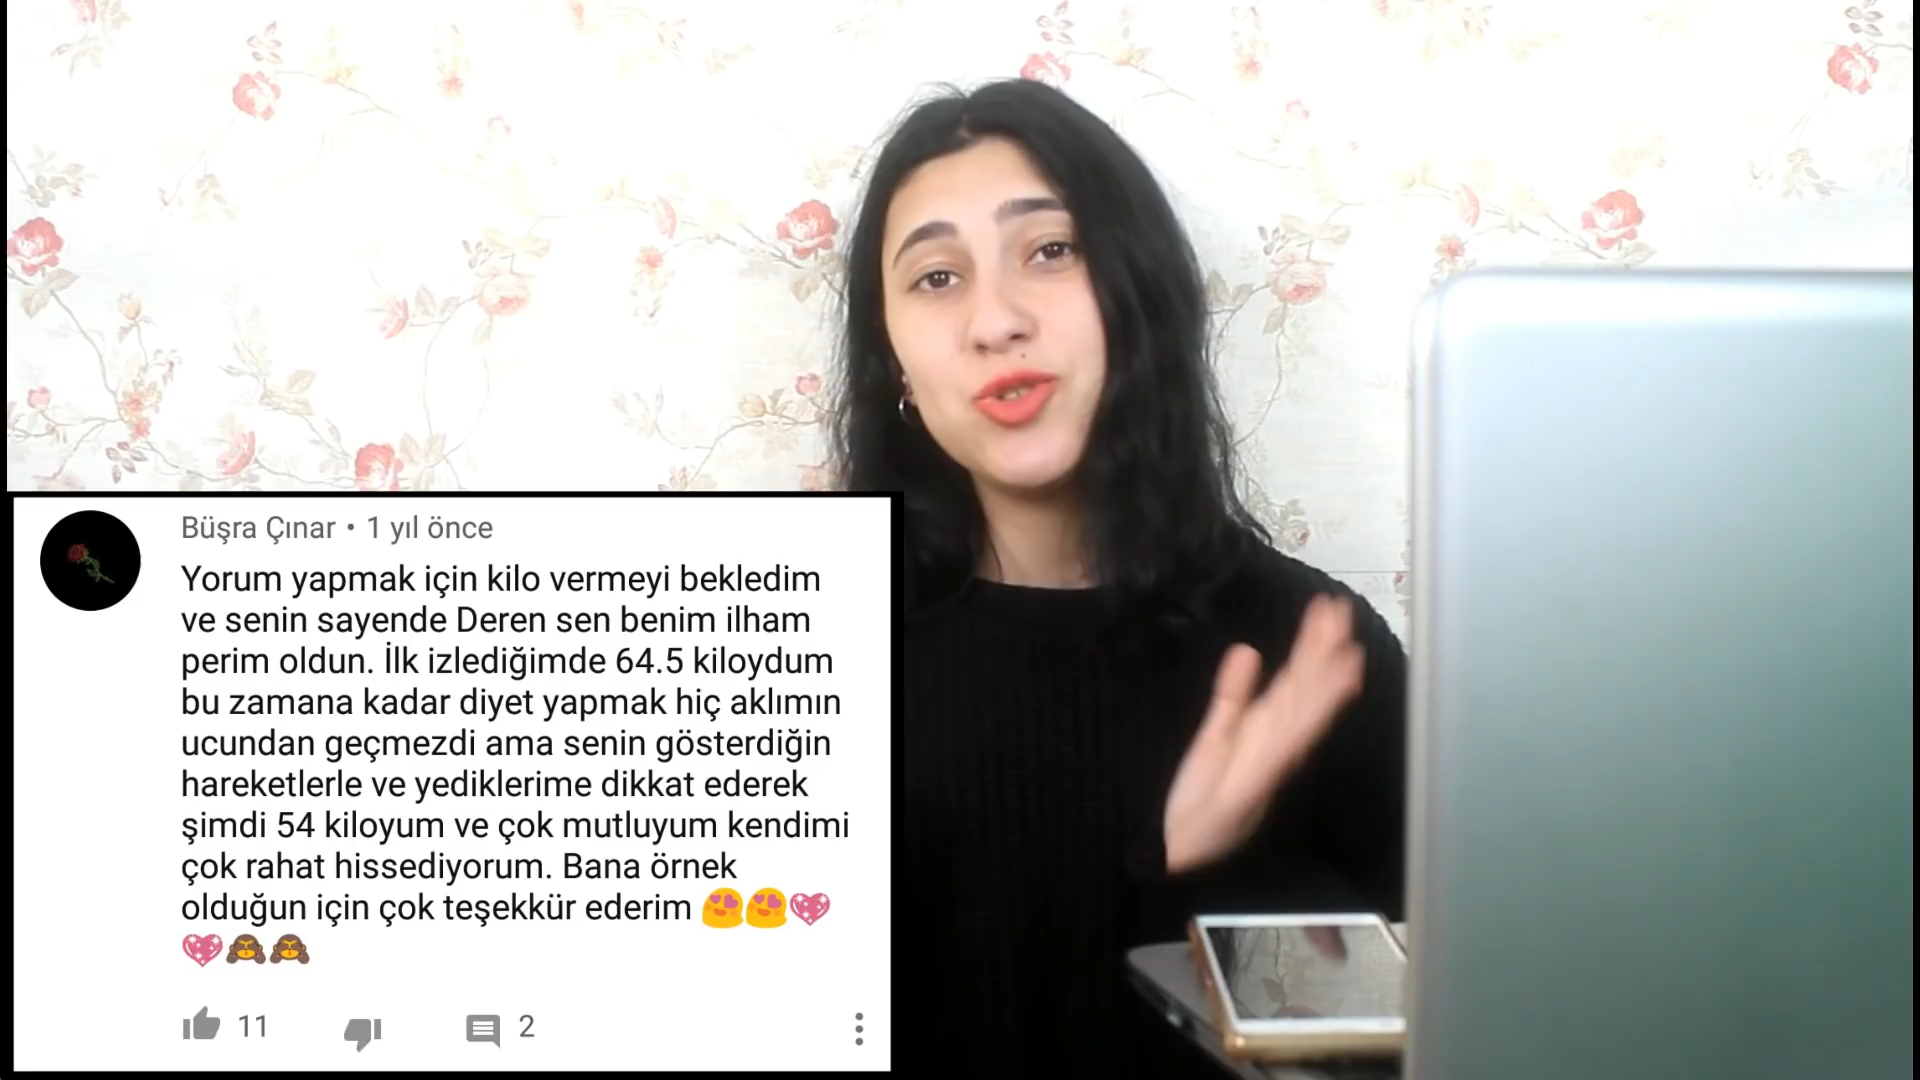 Büşra Çınar • 1 yıl önce
Yorum yapmak için kilo vermeyi bekledim
ve senin sayende Deren sen benim ilham
perim oldun. İlk izlediğimde 64.5 kiloydum
bu zamana kadar diyet yapmak hiç aklımın
ucundan geçmezdi ama senin gösterdiğin
hareketlerle ve yediklerime dikkat ederek
şimdi 54 kiloyum ve çok mutluyum kendimi
çok rahat hissediyorum. Bana örnek
olduğun için çok teşekkür ederim 😍😍💖
💖🙈🙈
11 2